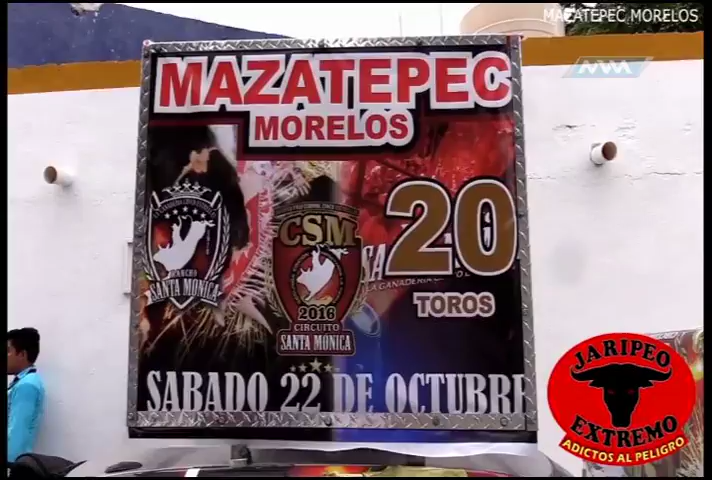 MAZATEPEC MORELOS
MAZATEPEC
MORELOS
20
TOROS
RANCHO
SANTA MONICA
CSM
2016
CIRCUITO
SANTA MONICA
SABADO 22 DE OCTUBRE
JARIPEO
EXTREMO
ADICTOS AL PELIGRO